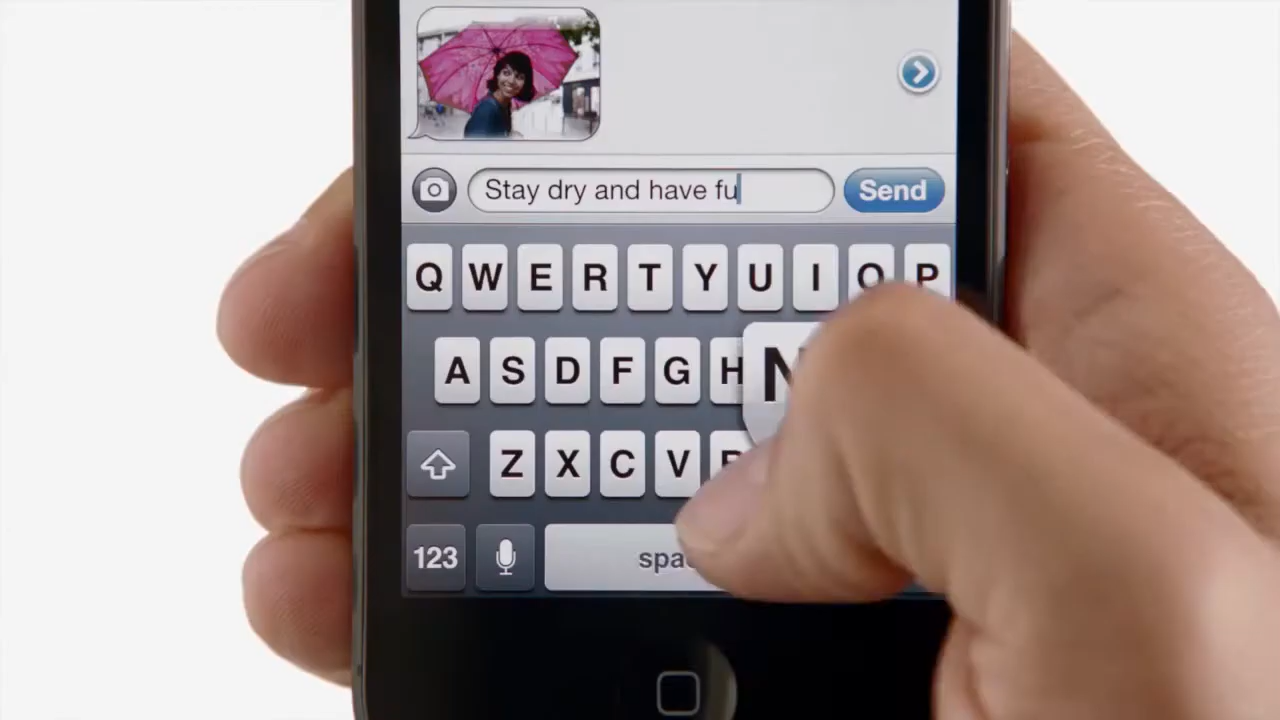 Stay dry and have fu
Send
Q W E R T Y U I O P
A S D F G H N
Z X C V
123